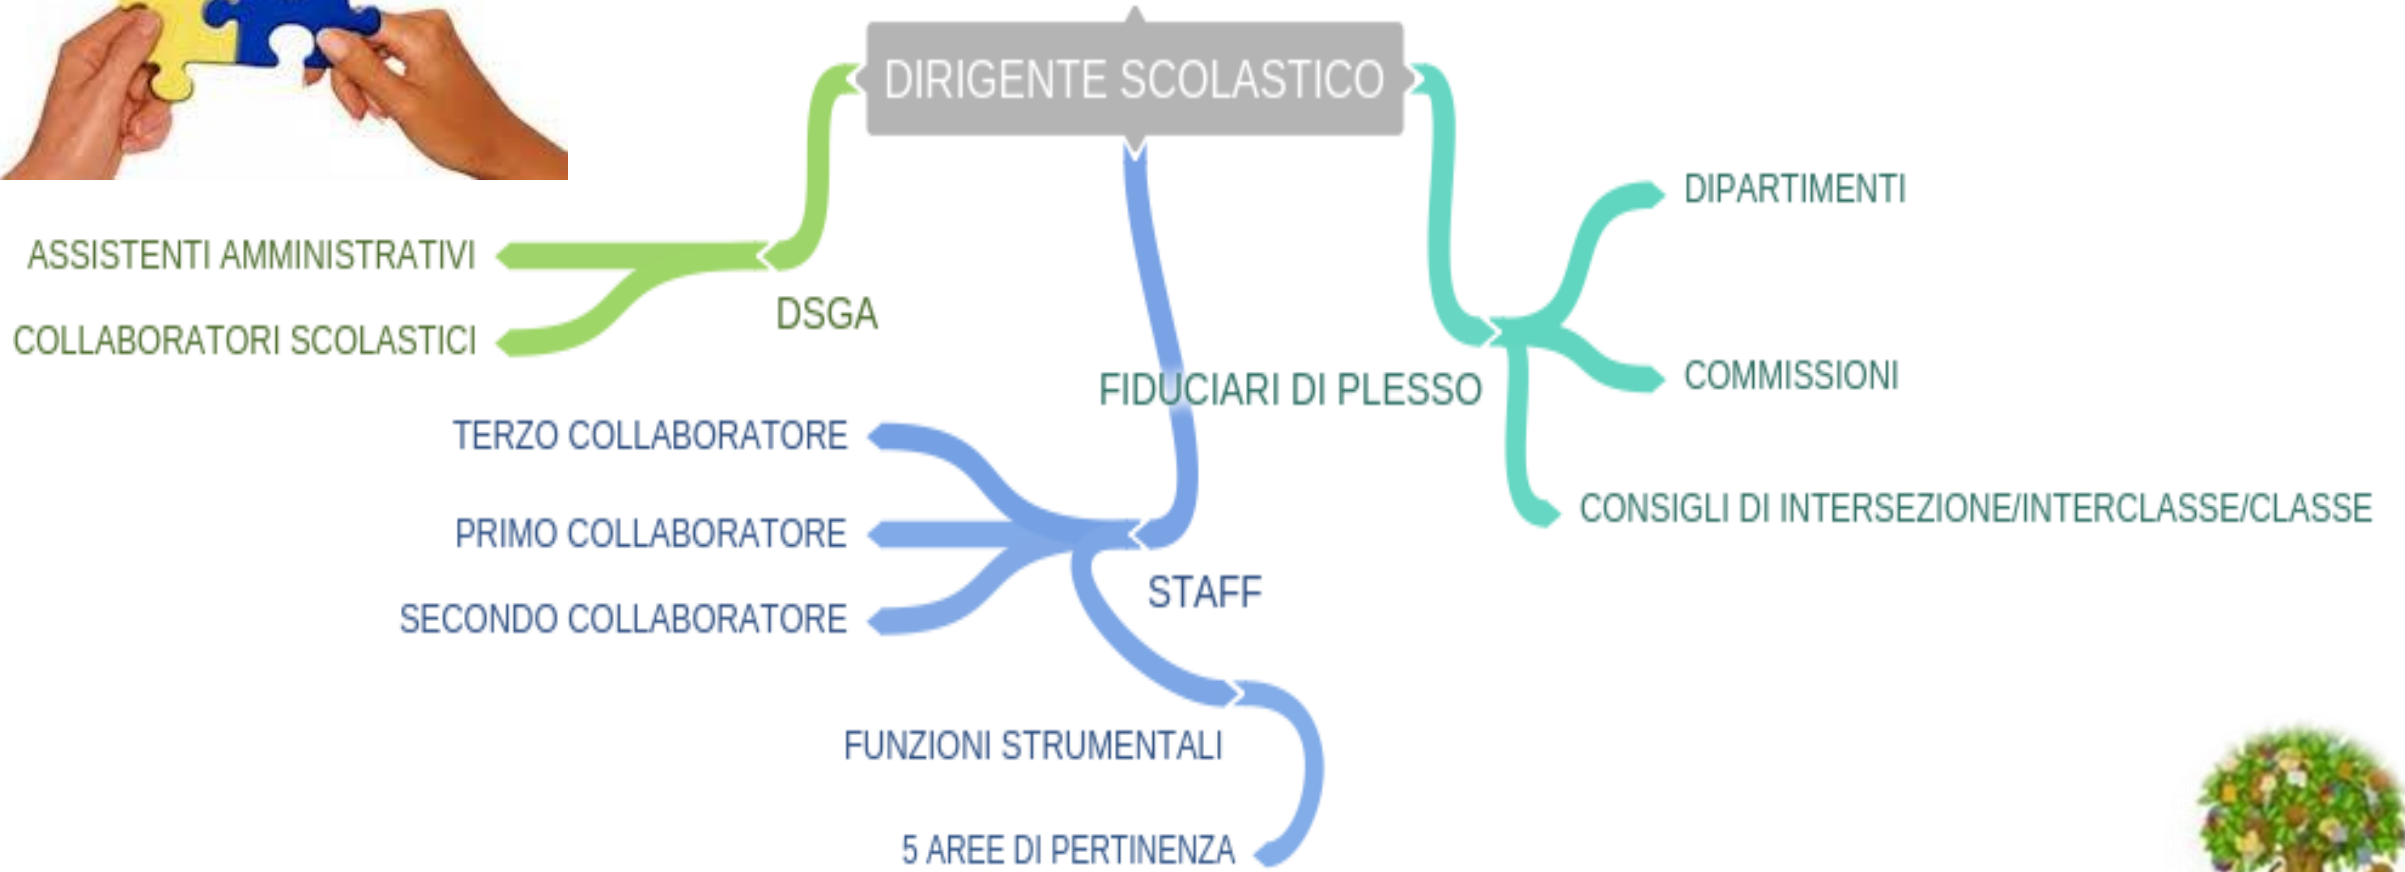 DIRIGENTE SCOLASTICO
ASSISTENTI AMMINISTRATIVI
COLLABORATORI SCOLASTICI
DSGA
DIPARTIMENTI
FIDUCIARI DI PLESSO
COMMISSIONI
CONSIGLI DI INTERSEZIONE/INTERCLASSE/CLASSE
TERZO COLLABORATORE
PRIMO COLLABORATORE
SECONDO COLLABORATORE
STAFF
FUNZIONI STRUMENTALI
5 AREE DI PERTINENZA